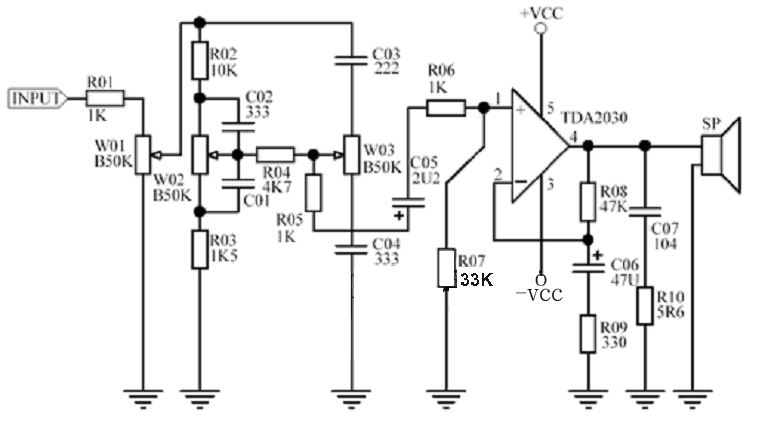 +VCC
INPUT
R01
1K
R02
10K
C02
333
C03
222
R06
1K
1
+
5
TDA2030
4
SP
W01
B50K
W02
B50K
R04
4K7
W03
B50K
C05
2U2
+
2
−
3
R08
47K
C01
R05
1K
R03
1K5
C04
333
R07
33K
−VCC
+
C06
47U
C07
104
R10
5R6
R09
330